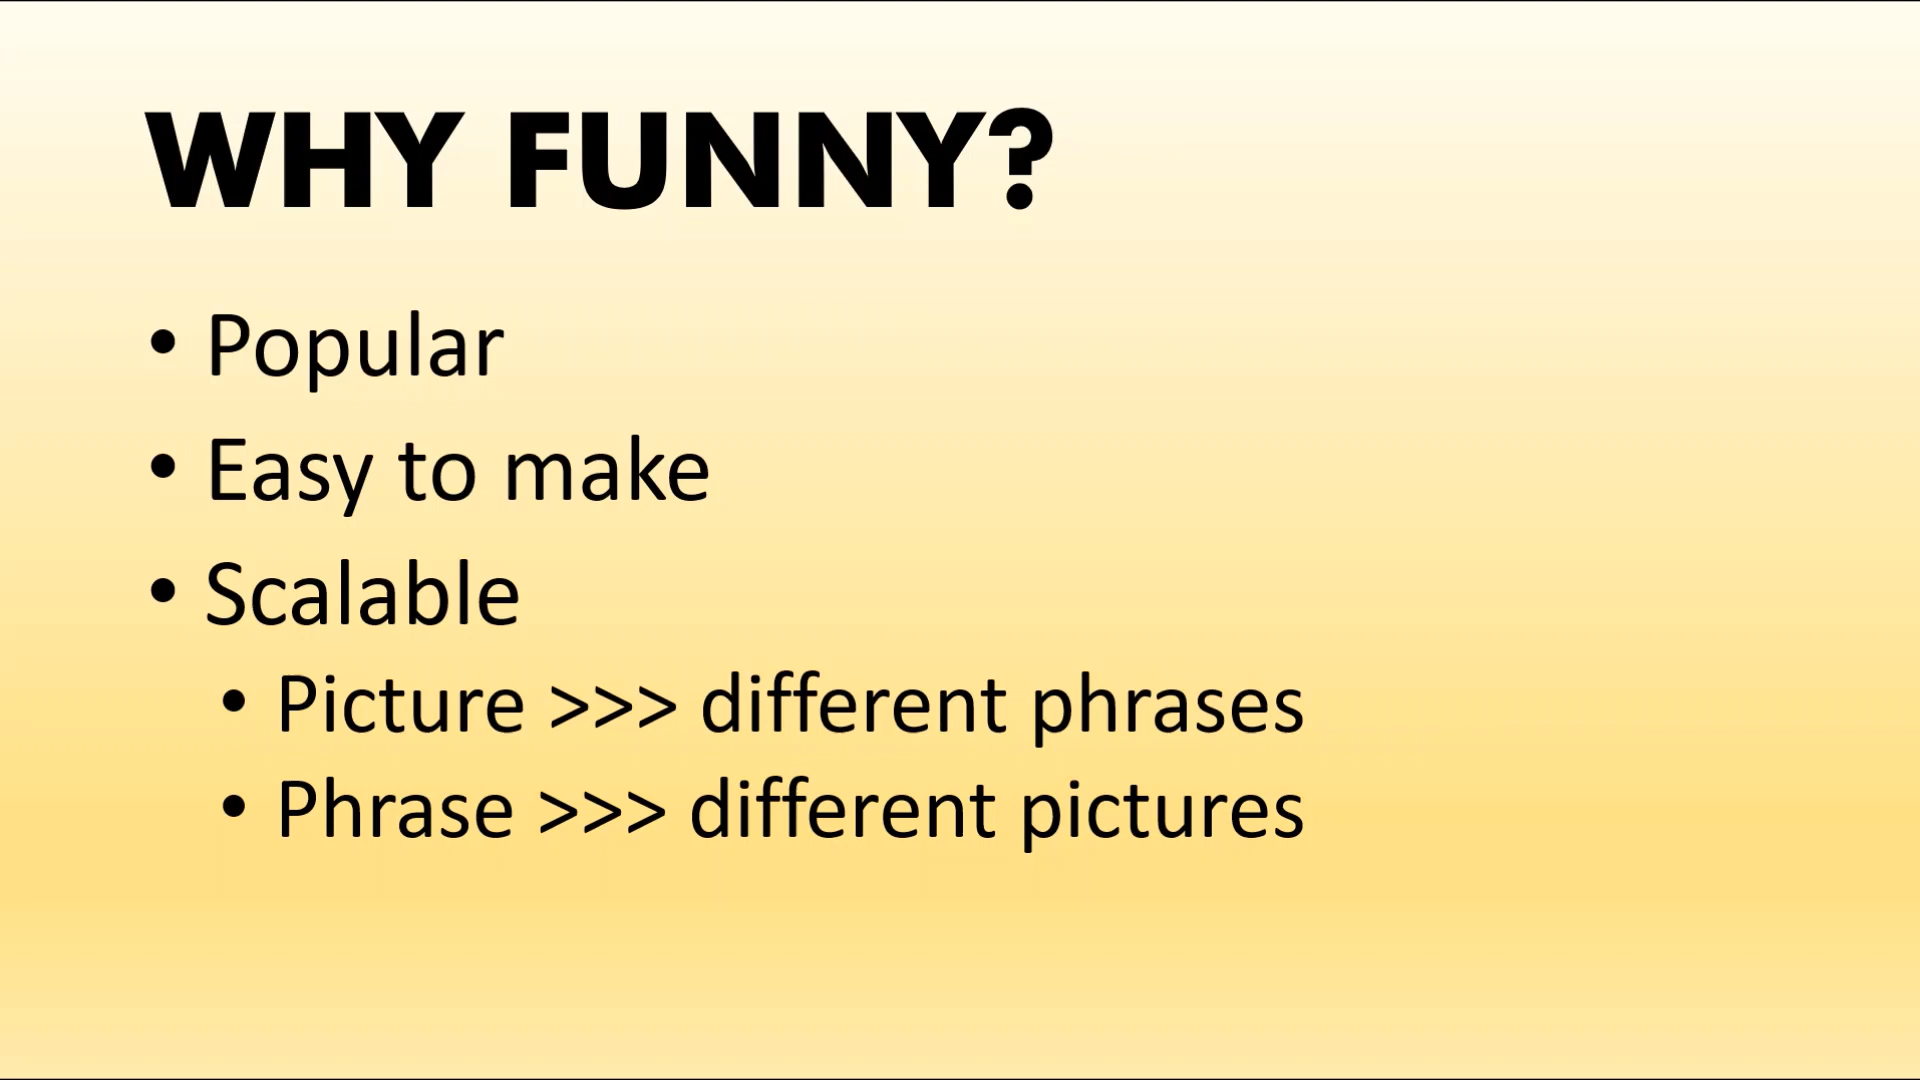 WHY FUNNY?
• Popular
• Easy to make
• Scalable
• Picture >>> different phrases
• Phrase >>> different pictures